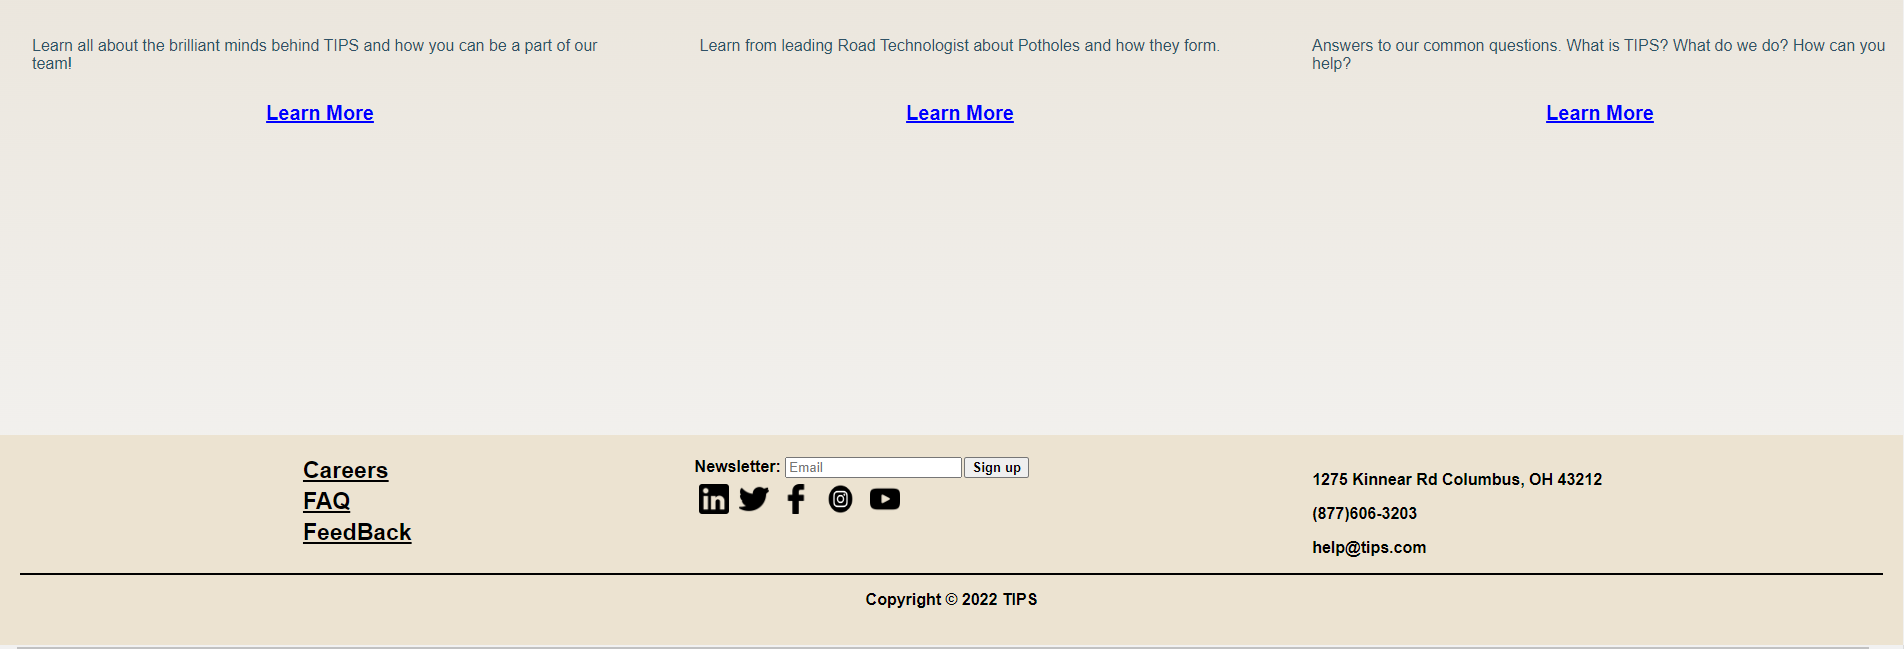 Learn all about the brilliant minds behind TIPS and how you can be a part of our
team!
Learn More
Learn from leading Road Technologist about Potholes and how they form.
Learn More
Answers to our common questions. What is TIPS? What do we do? How can you
help?
Learn More
Careers
FAQ
FeedBack
Newsletter: Email Sign up
1275 Kinnear Rd Columbus, OH 43212
(877)606-3203
help@tips.com
Copyright © 2022 TIPS